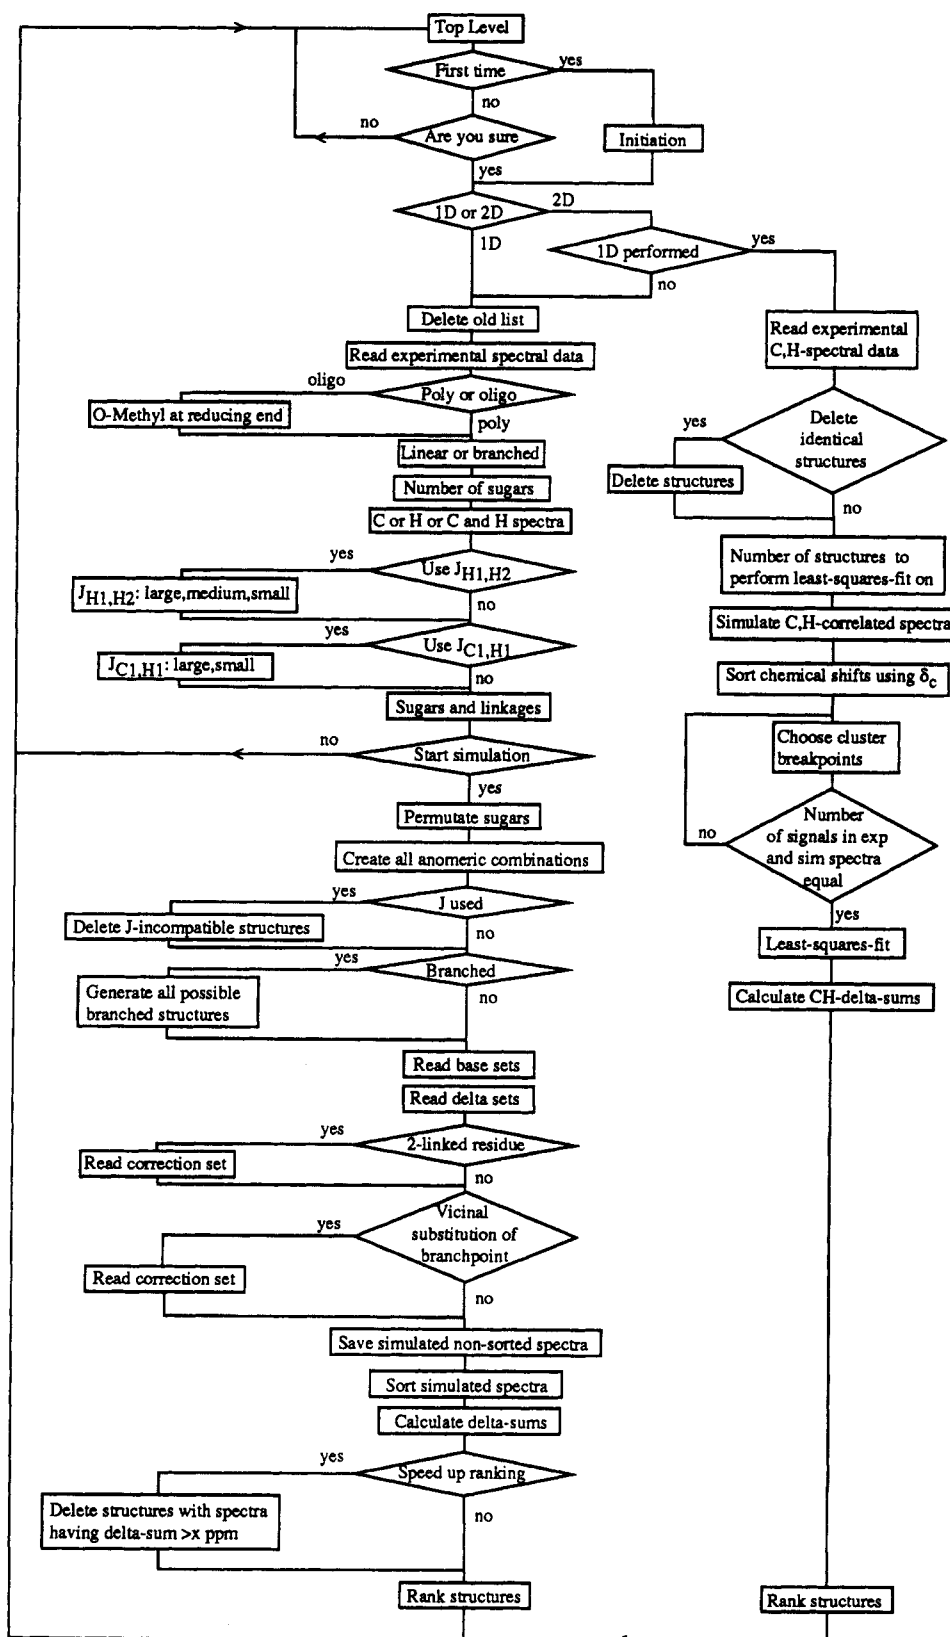 Top Level
First time
yes
no
no
Are you sure
Initiation
yes
1D or 2D
2D
1D
1D performed
yes
no
Delete old list
Read experimental
C,H-spectral data
Read experimental spectral data
oligo
Poly or oligo
O-Methyl at reducing end
poly
Delete
identical
structures
yes
Linear or branched
Number of sugars
Delete structures
no
C or H or C and H spectra
yes
Use JH1,H2
Number of structures to
perform least-squares-fit on
JH1,H2: large,medium,small
no
Simulate C,H-correlated spectra
yes
Use JC1,H1
JC1,H1: large,small
no
Sort chemical shifts using δc
Sugars and linkages
no
Start simulation
Choose cluster
breakpoints
yes
Permutate sugars
Number
of signals in exp
and sim spectra
equal
no
Create all anomeric combinations
yes
J used
yes
Delete J-incompatible structures
no
Least-squares-fit
yes
Branched
Generate all possible
branched structures
no
Calculate CH-delta-sums
Read base sets
Read delta sets
yes
2-linked residue
Read correction set
no
Vicinal
substitution of
branchpoint
yes
Read correction set
no
Save simulated non-sorted spectra
Sort simulated spectra
Calculate delta-sums
yes
Speed up ranking
Delete structures with spectra
having delta-sum >x ppm
no
Rank structures
Rank structures